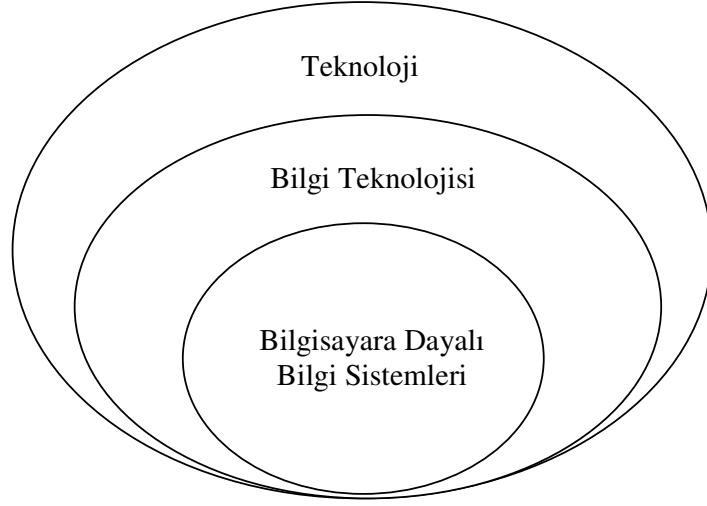 Teknoloji
Bilgi Teknolojisi
Bilgisayara Dayalı
Bilgi Sistemleri